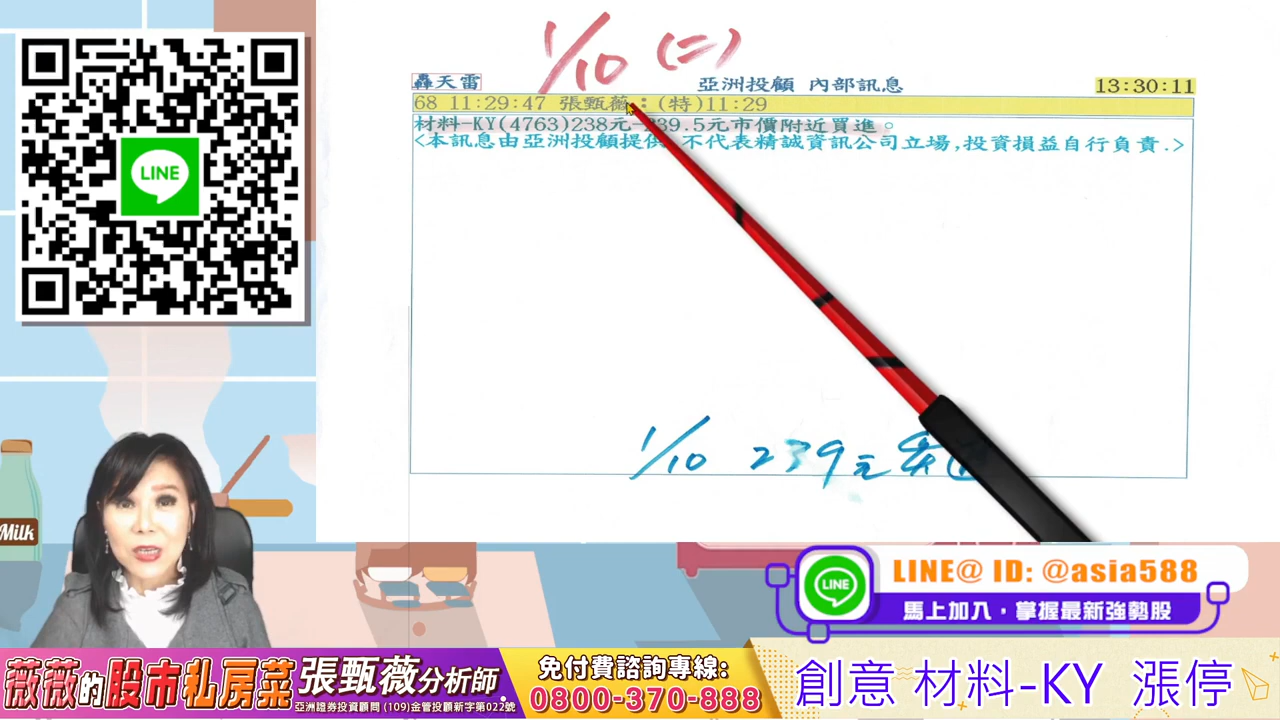 1/10 (二)
轟天雷 亞洲投顧 內部訊息 13:30:11
68 11:29:47 張甄薇:(特)11:29
材料-KY(4763)238元-239.5元市價附近買進。
<本訊息由亞洲投顧提供 不代表精誠資訊公司立場,投資損益自行負責.>
LINE
1/10 239元
Milk
LINE
LINE@ ID: @asia588
馬上加入,掌握最新強勢股
薇薇的股市私房菜
張甄薇分析師
亞洲證券投資顧問 (109)金管投顧新字第022號
免付費諮詢專線:
0800-370-888
創意 材料-KY 漲停